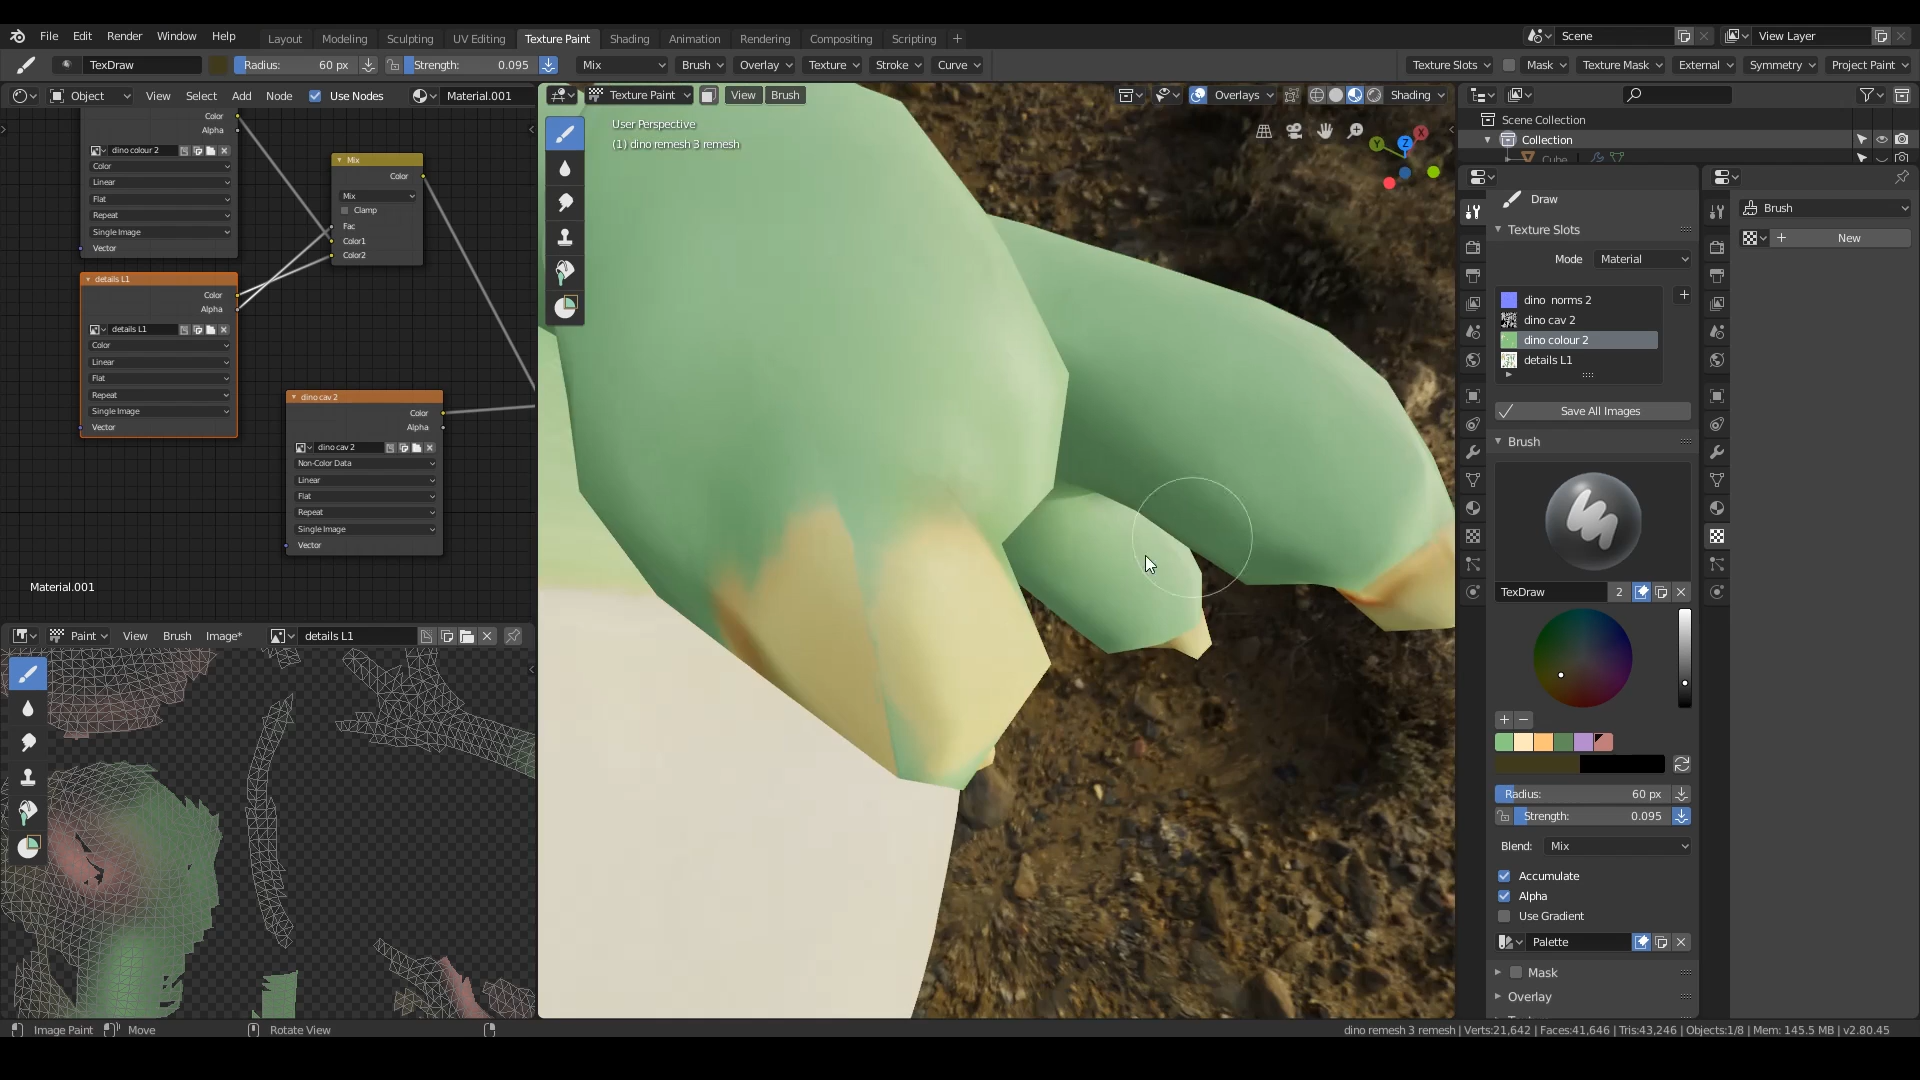 File Edit Render Window Help Layout Modeling Sculpting UV Editing Texture Paint Shading Animation Rendering Compositing Scripting + Scene View Layer
TexDraw Radius: 60 px Strength: 0.095 Mix Brush Overlay Texture Stroke Curve Texture Slots Mask Texture Mask External Symmetry Project Paint
Object View Select Add Node Use Nodes Material.001
Color
Alpha
dino colour 2
Color
Linear
Flat
Repeat
Single Image
Vector
Mix
Color
Mix
Clamp
Fac
Color1
Color2
details L1
Color
Alpha
details L1
Color
Linear
Flat
Repeat
Single Image
Vector
dino cav 2
Color
Alpha
dino cav 2
Non-Color Data
Linear
Flat
Repeat
Single Image
Vector
Material.001
Paint View Brush Image* details L1
Texture Paint View Brush Overlays Shading
User Perspective
(1) dino remesh 3 remesh
X
Y
Z
Scene Collection
Collection
Cube
Draw
Texture Slots
Mode Material
dino norms 2
dino cav 2
dino colour 2
details L1
Save All Images
Brush
TexDraw 2
Radius: 60 px
Strength: 0.095
Blend: Mix
Accumulate
Alpha
Use Gradient
Palette
Mask
Overlay
Brush
New
Image Paint Move Rotate View dino remesh 3 remesh | Verts:21,642 | Faces:41,646 | Tris:43,246 | Objects:1/8 | Mem: 145.5 MB | v2.80.45